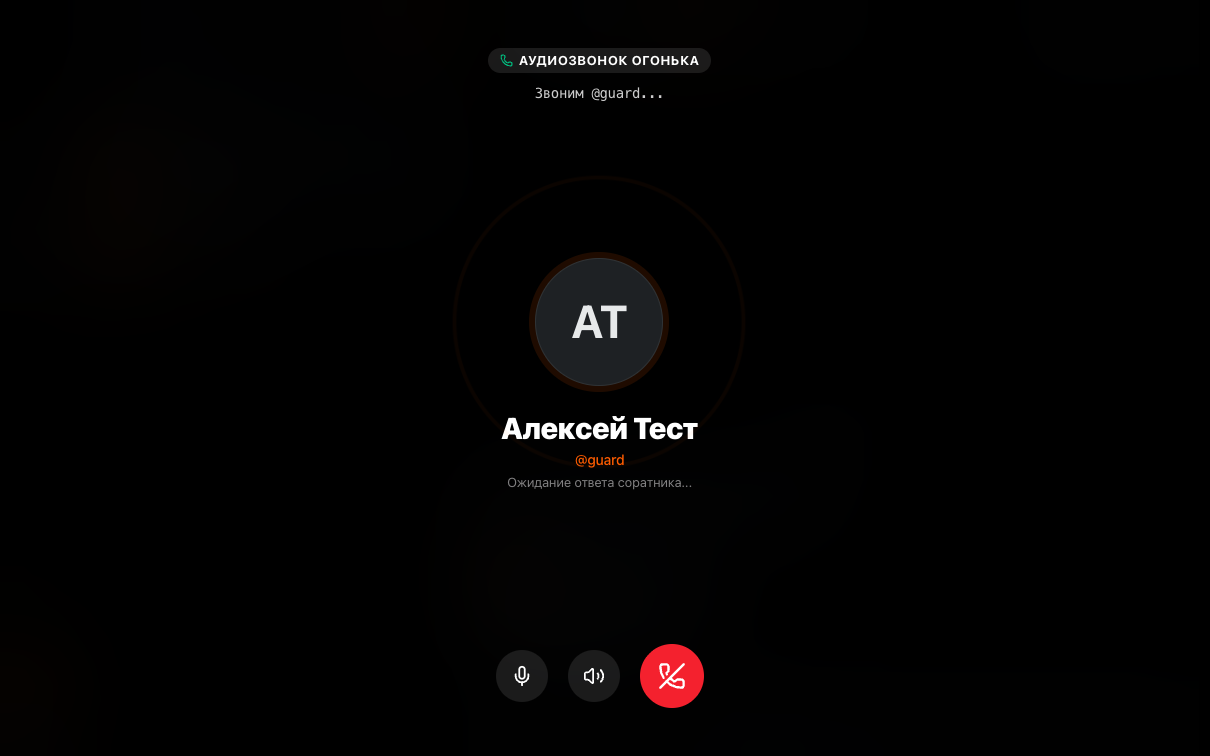 АУДИОЗВОНОК ОГОНЬКА
Звоним @guard...
АТ
Алексей Тест
@guard
Ожидание ответа соратника...